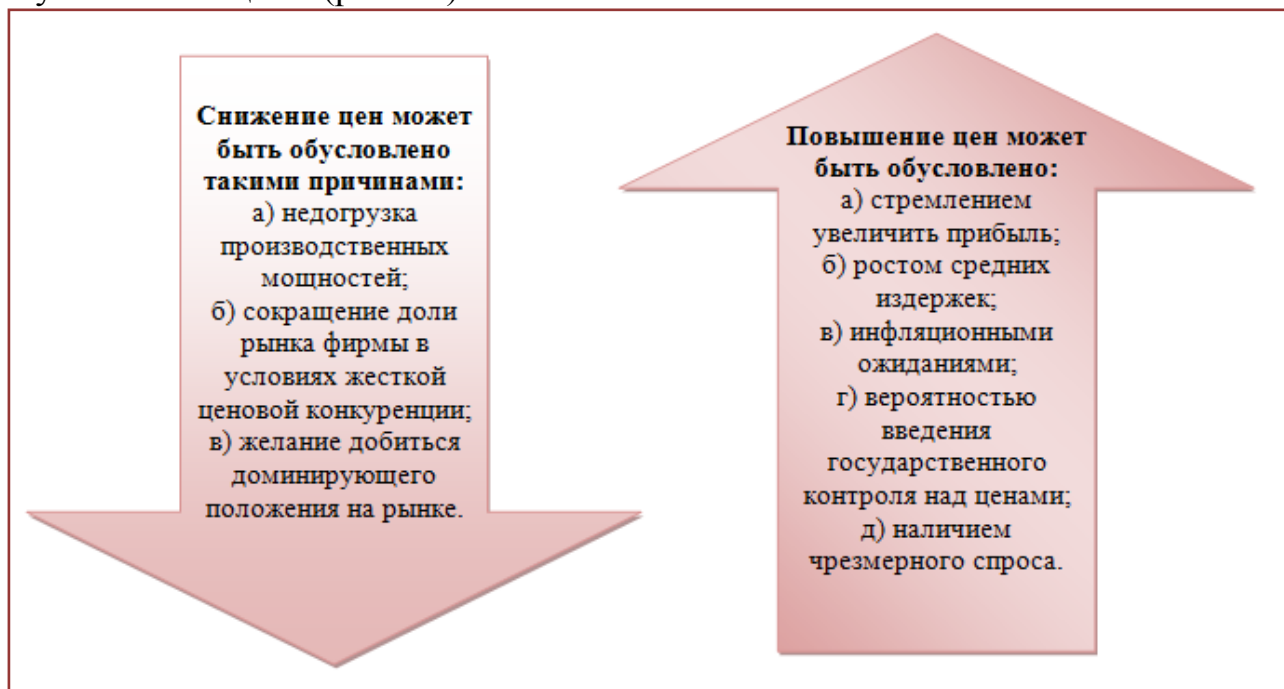 Снижение цен может
быть обусловлено
такими причинами:
а) недогрузка
производственных
мощностей;
б) сокращение доли
рынка фирмы в
условиях жесткой
ценовой конкуренции;
в) желание добиться
доминирующего
положения на рынке.
Повышение цен может
быть обусловлено:
а) стремлением
увеличить прибыль;
б) ростом средних
издержек;
в) инфляционными
ожиданиями;
г) вероятностью
введения
государственного
контроля над ценами;
д) наличием
чрезмерного спроса.